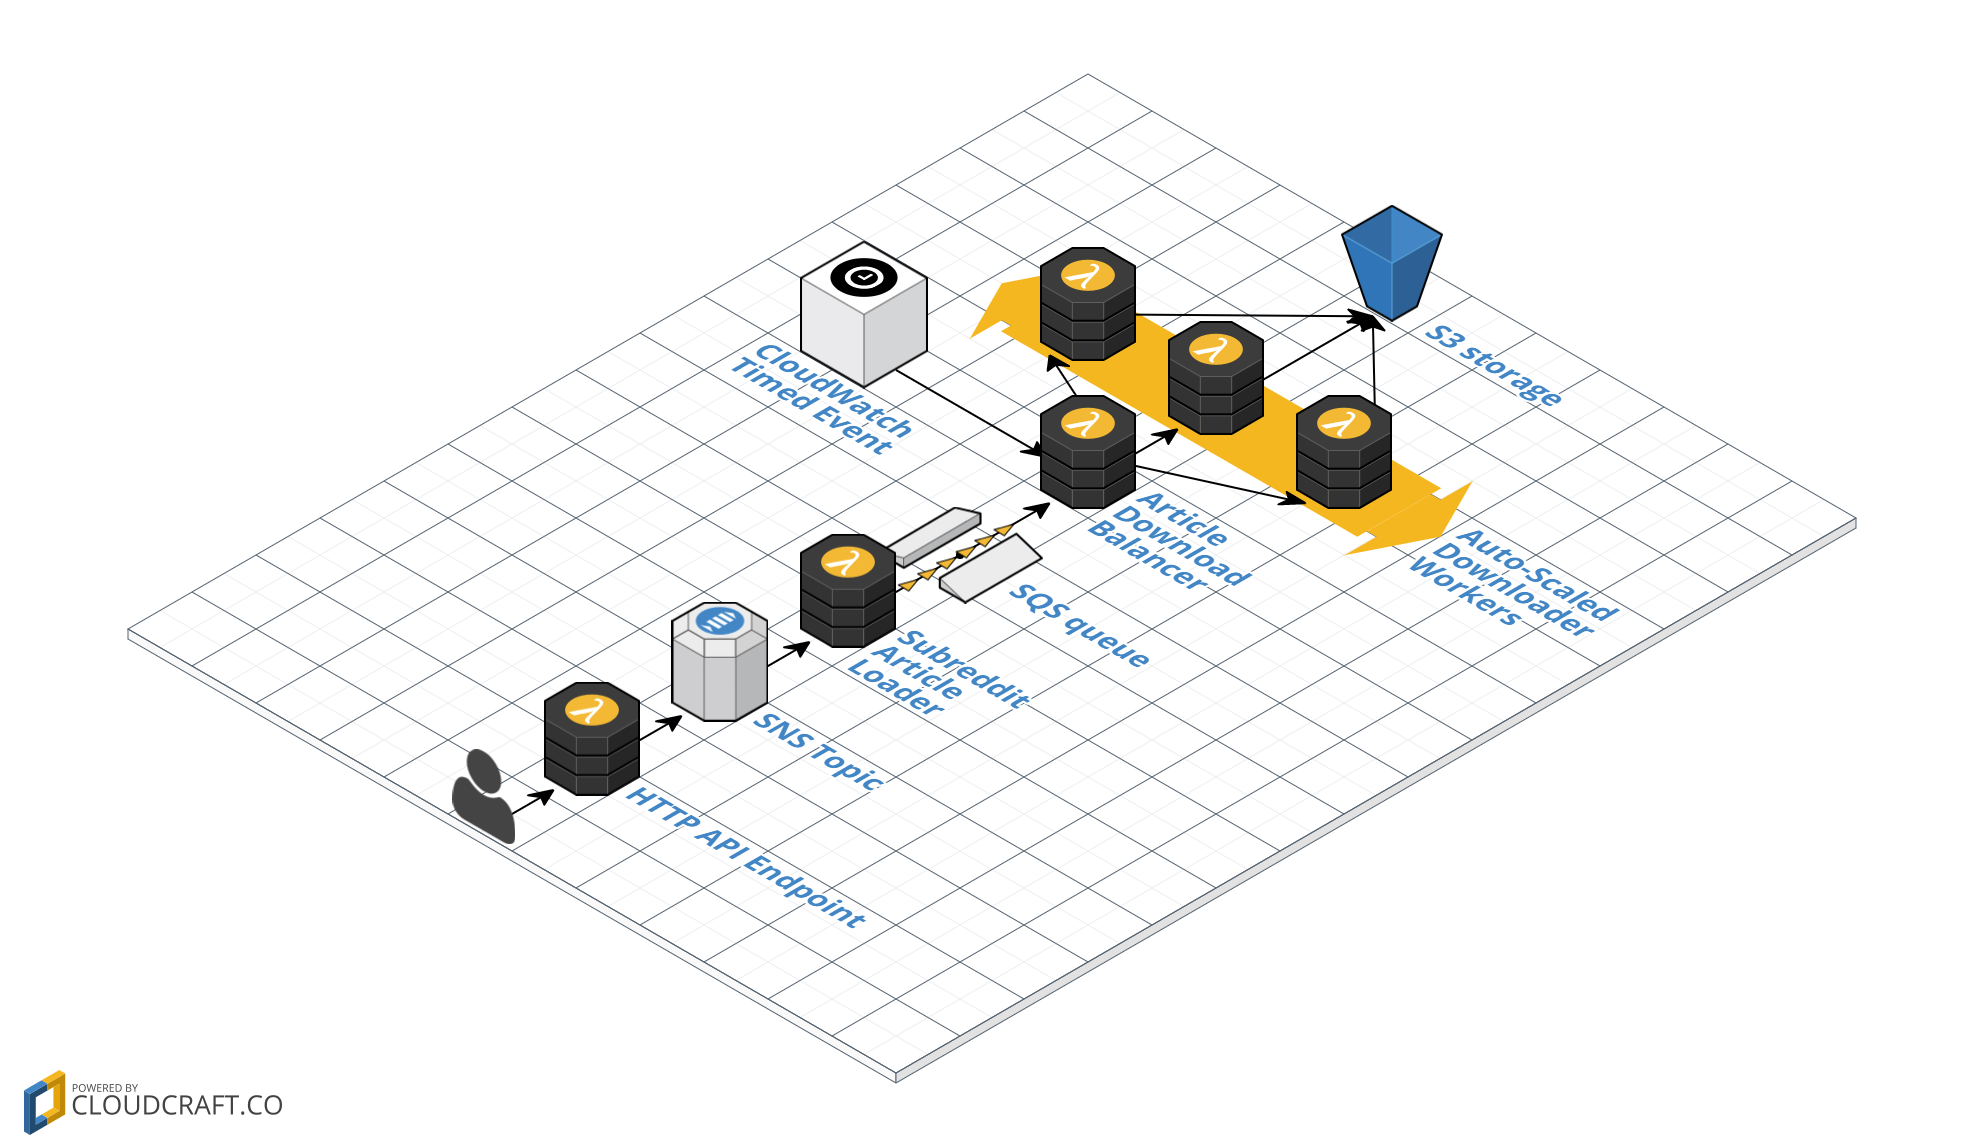 CloudWatch
Timed Event
S3 storage
Article
Download
Balancer
Auto-Scaled
Downloader
Workers
SQS queue
Subreddit
Article
Loader
SNS Topic
HTTP API Endpoint
POWERED BY
CLOUDCRAFT.CO